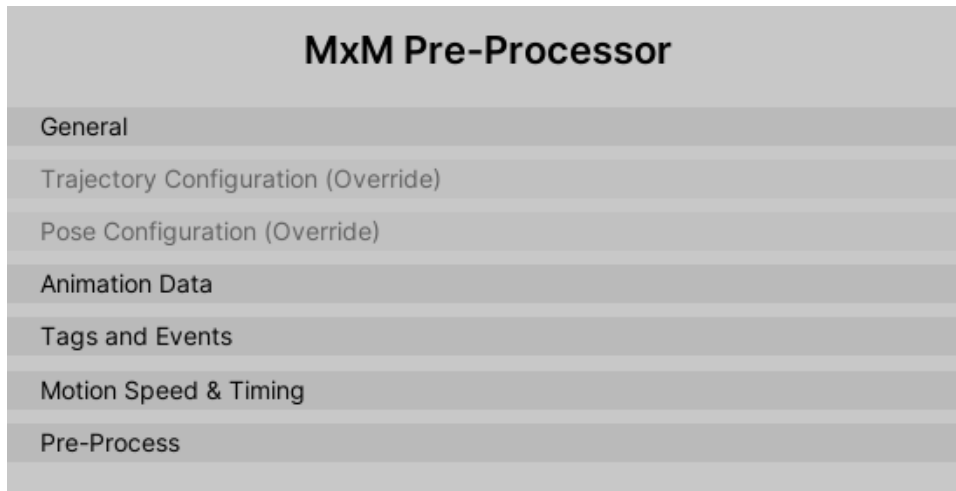 MxM Pre-Processor
General
Trajectory Configuration (Override)
Pose Configuration (Override)
Animation Data
Tags and Events
Motion Speed & Timing
Pre-Process